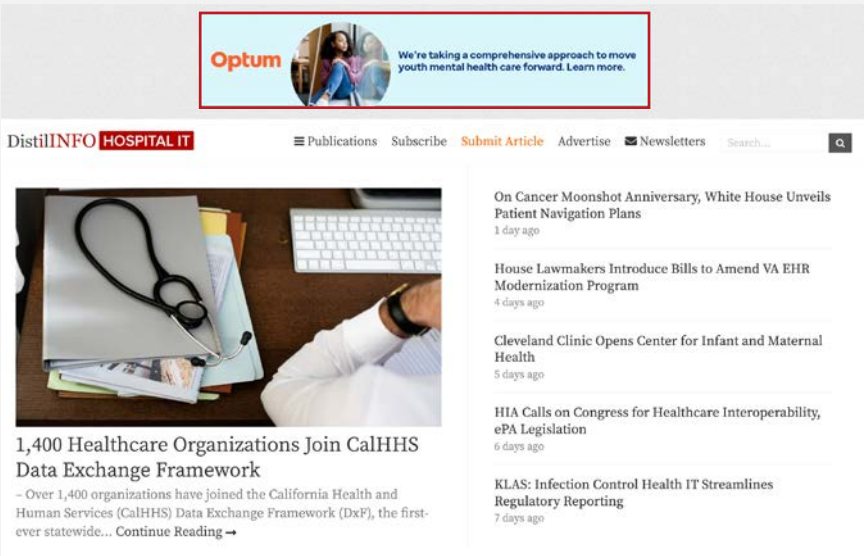 Optum
We're taking a comprehensive approach to move
youth mental health care forward. Learn more.
DistilINFO HOSPITAL IT
Publications Subscribe Submit Article Advertise Newsletters Search...
1,400 Healthcare Organizations Join CalHHS
Data Exchange Framework
– Over 1,400 organizations have joined the California Health and
Human Services (CalHHS) Data Exchange Framework (DxF), the first-
ever statewide... Continue Reading →
On Cancer Moonshot Anniversary, White House Unveils
Patient Navigation Plans
1 day ago
House Lawmakers Introduce Bills to Amend VA EHR
Modernization Program
4 days ago
Cleveland Clinic Opens Center for Infant and Maternal
Health
5 days ago
HIA Calls on Congress for Healthcare Interoperability,
ePA Legislation
6 days ago
KLAS: Infection Control Health IT Streamlines
Regulatory Reporting
7 days ago